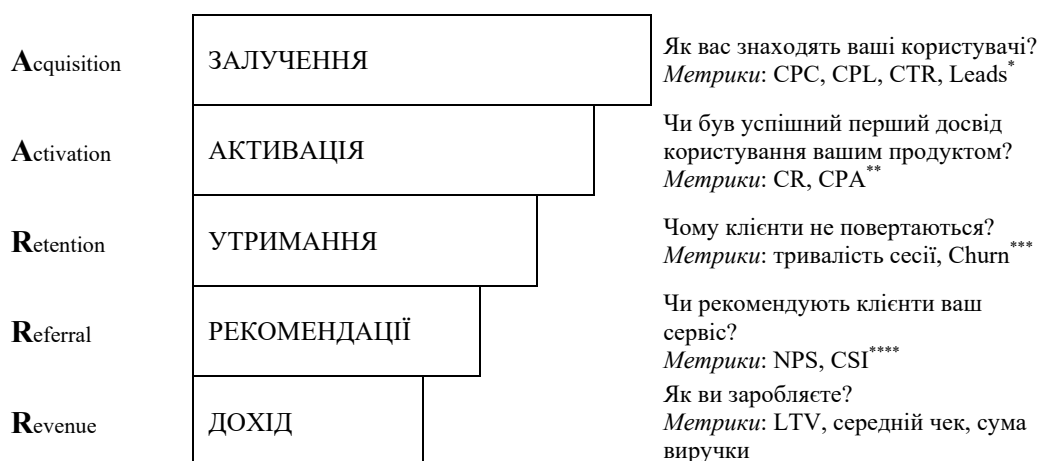 Acquisition
ЗАЛУЧЕННЯ
Як вас знаходять ваші користувачі?
Метрики: CPC, CPL, CTR, Leads*
Activation
АКТИВАЦІЯ
Чи був успішний перший досвід
користування вашим продуктом?
Метрики: CR, CPA**
Retention
УТРИМАННЯ
Чому клієнти не повертаються?
Метрики: тривалість сесії, Churn***
Referral
РЕКОМЕНДАЦІЇ
Чи рекомендують клієнти ваш
сервіс?
Метрики: NPS, CSI****
Revenue
ДОХІД
Як ви заробляєте?
Метрики: LTV, середній чек, сума
виручки